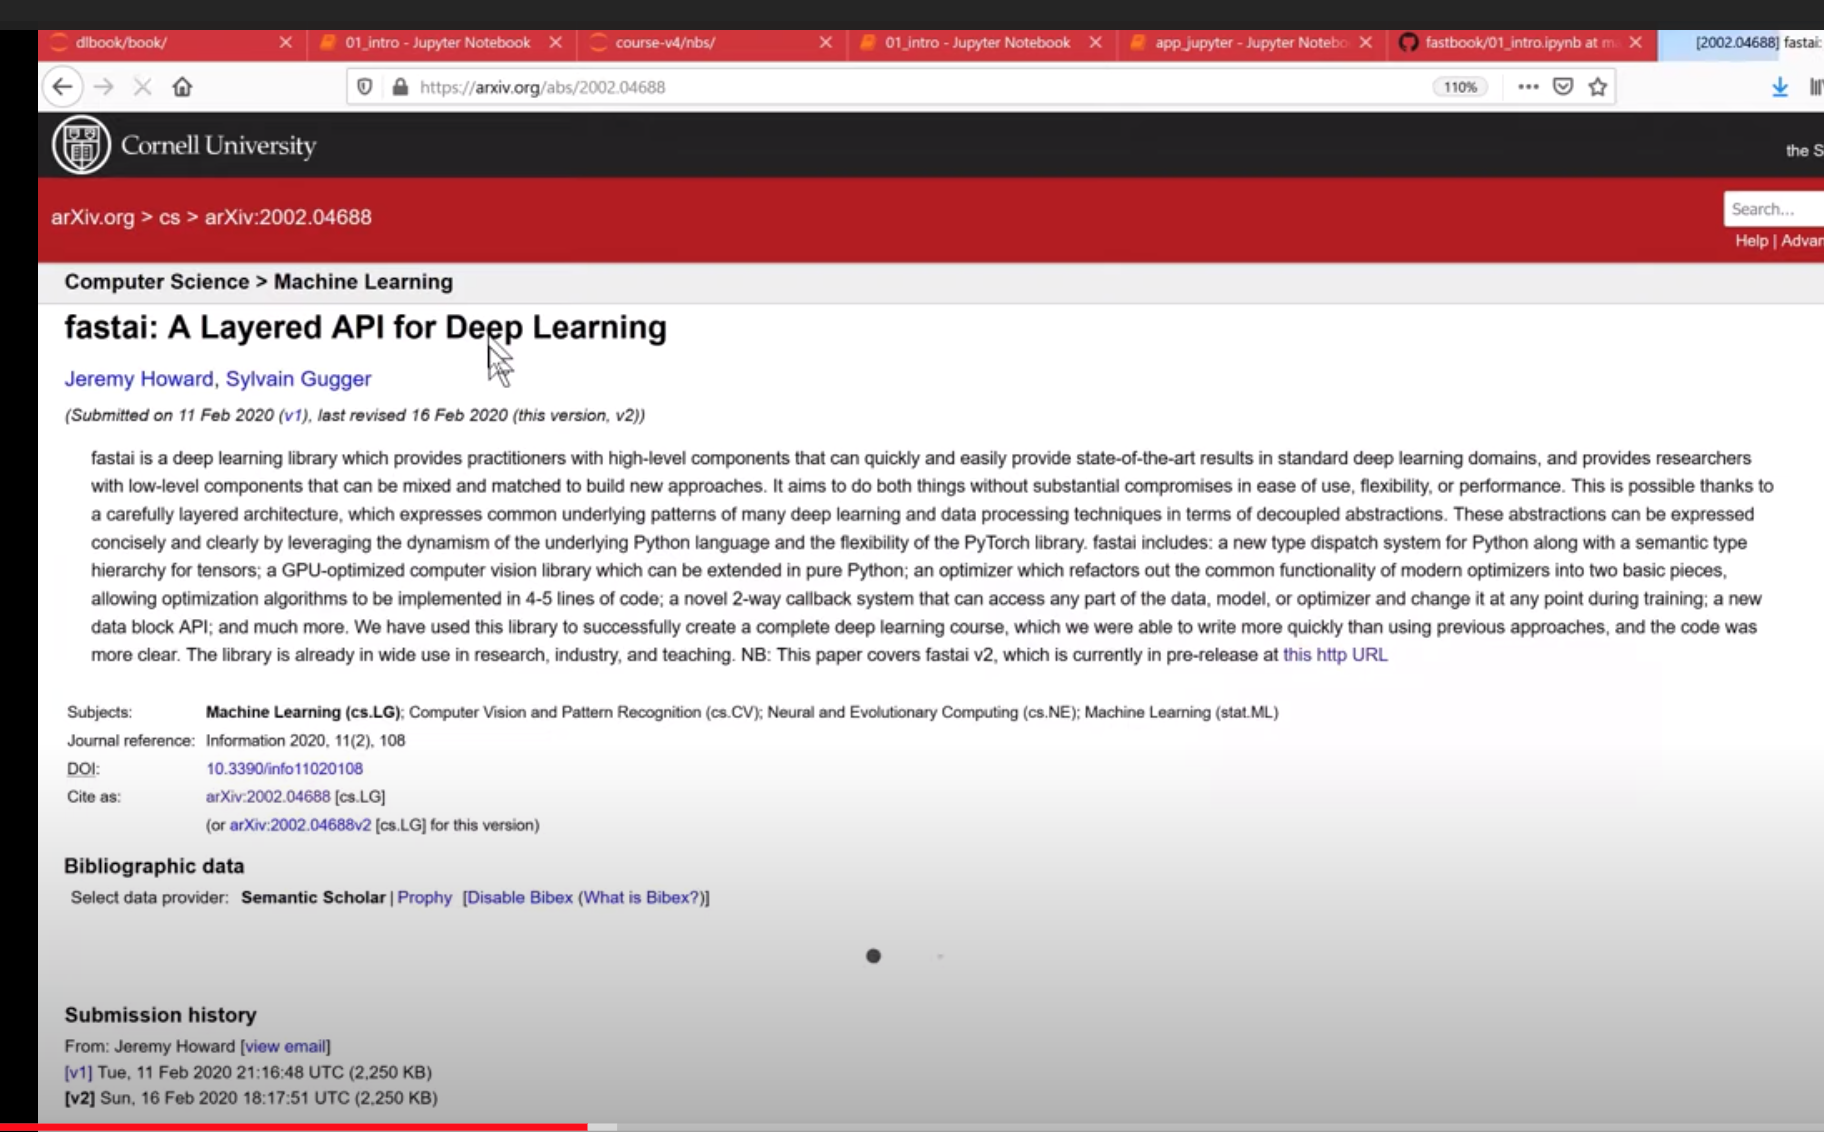 dlbook/book/
01_intro - Jupyter Notebook
course-v4/nbs/
01_intro - Jupyter Notebook
app_jupyter - Jupyter Notebo
fastbook/01_intro.ipynb at m
[2002.04688] fastai:
https://arxiv.org/abs/2002.04688
110%
Cornell University
the S
arXiv.org > cs > arXiv:2002.04688
Search...
Help | Advan
Computer Science > Machine Learning
fastai: A Layered API for Deep Learning
Jeremy Howard, Sylvain Gugger
(Submitted on 11 Feb 2020 (v1), last revised 16 Feb 2020 (this version, v2))
fastai is a deep learning library which provides practitioners with high-level components that can quickly and easily provide state-of-the-art results in standard deep learning domains, and provides researchers
with low-level components that can be mixed and matched to build new approaches. It aims to do both things without substantial compromises in ease of use, flexibility, or performance. This is possible thanks to
a carefully layered architecture, which expresses common underlying patterns of many deep learning and data processing techniques in terms of decoupled abstractions. These abstractions can be expressed
concisely and clearly by leveraging the dynamism of the underlying Python language and the flexibility of the PyTorch library. fastai includes: a new type dispatch system for Python along with a semantic type
hierarchy for tensors; a GPU-optimized computer vision library which can be extended in pure Python; an optimizer which refactors out the common functionality of modern optimizers into two basic pieces,
allowing optimization algorithms to be implemented in 4-5 lines of code; a novel 2-way callback system that can access any part of the data, model, or optimizer and change it at any point during training; a new
data block API; and much more. We have used this library to successfully create a complete deep learning course, which we were able to write more quickly than using previous approaches, and the code was
more clear. The library is already in wide use in research, industry, and teaching. NB: This paper covers fastai v2, which is currently in pre-release at this http URL
Subjects: Machine Learning (cs.LG); Computer Vision and Pattern Recognition (cs.CV); Neural and Evolutionary Computing (cs.NE); Machine Learning (stat.ML)
Journal reference: Information 2020, 11(2), 108
DOI: 10.3390/info11020108
Cite as: arXiv:2002.04688 [cs.LG]
(or arXiv:2002.04688v2 [cs.LG] for this version)
Bibliographic data
Select data provider: Semantic Scholar | Prophy [Disable Bibex (What is Bibex?)]
Submission history
From: Jeremy Howard [view email]
[v1] Tue, 11 Feb 2020 21:16:48 UTC (2,250 KB)
[v2] Sun, 16 Feb 2020 18:17:51 UTC (2,250 KB)